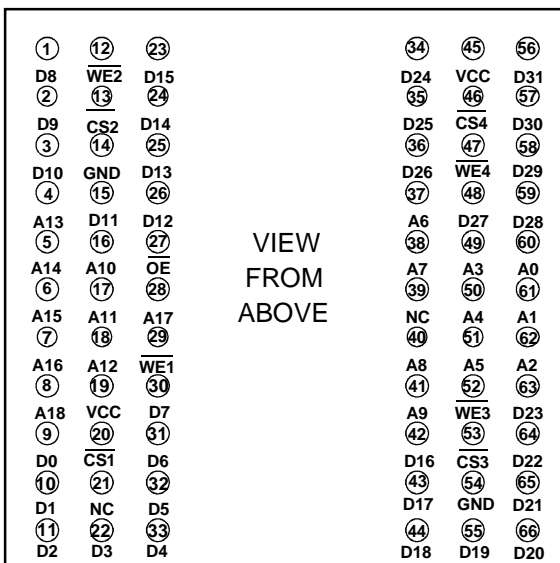 1 12 23 34 45 56
D8 WE2 D15 D24 VCC D31
2 13 24 35 46 57
D9 CS2 D14 D25 CS4 D30
3 14 25 36 47 58
D10 GND D13 D26 WE4 D29
4 15 26 37 48 59
A13 D11 D12 A6 D27 D28
5 16 27 VIEW 38 49 60
A14 A10 OE A7 A3 A0
6 17 28 FROM 39 50 61
A15 A11 A17 NC A4 A1
7 18 29 ABOVE 40 51 62
A16 A12 WE1 A8 A5 A2
8 19 30 41 52 63
A18 VCC D7 A9 WE3 D23
9 20 31 42 53 64
D0 CS1 D6 D16 CS3 D22
10 21 32 43 54 65
D1 NC D5 D17 GND D21
11 22 33 44 55 66
D2 D3 D4 D18 D19 D20